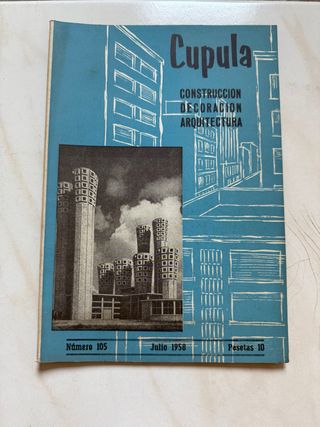 Cupula
CONSTRUCCION
DECORACION
ARQUITECTURA
Número 105 Julio 1958 Pesetas 10